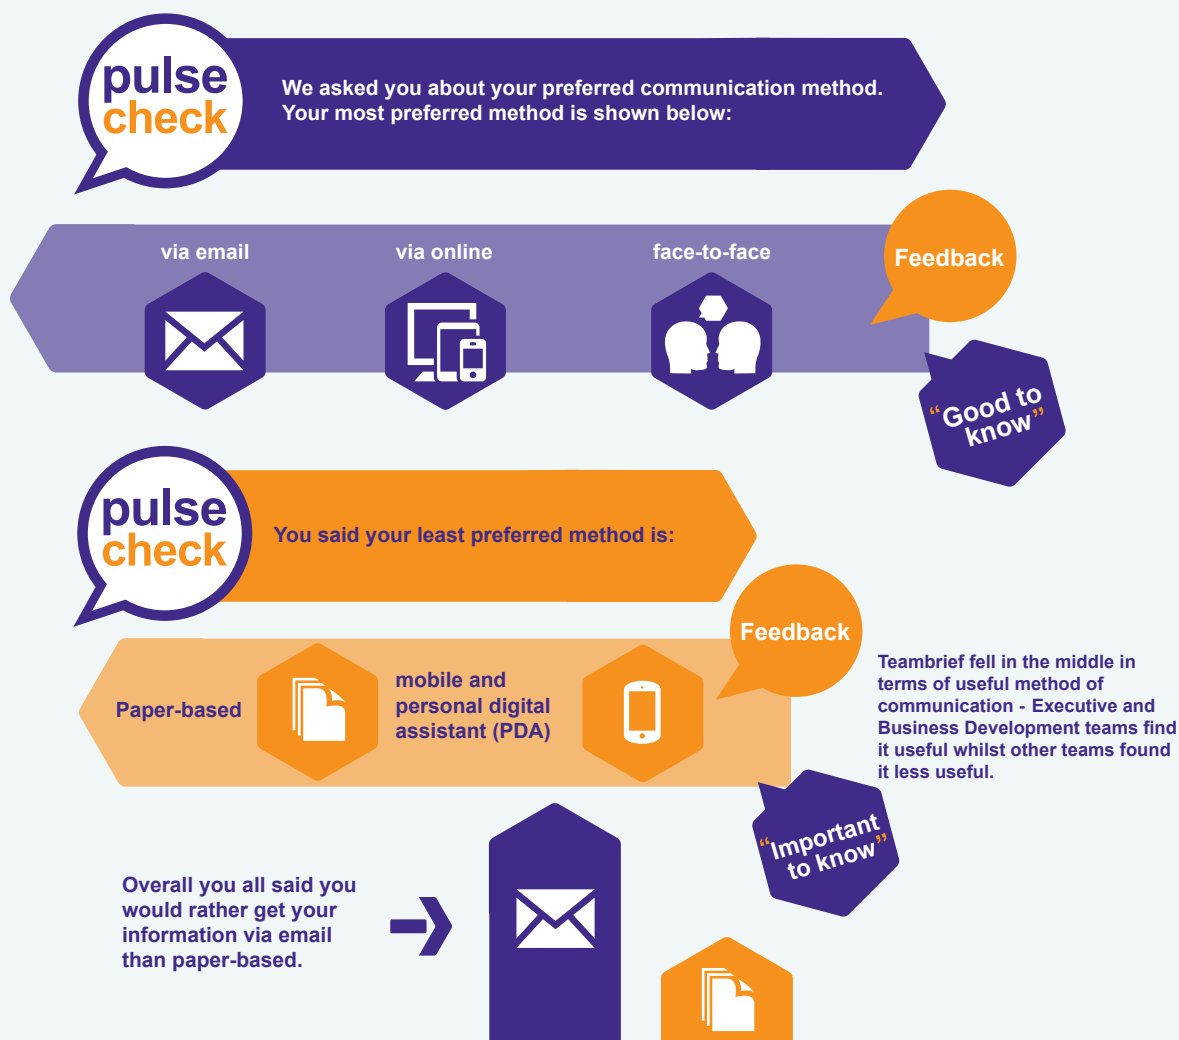 pulse
check
We asked you about your preferred communication method.
Your most preferred method is shown below:
via email
via online
face-to-face
Feedback
“Good to
know”
pulse
check
You said your least preferred method is:
Feedback
Paper-based
mobile and
personal digital
assistant (PDA)
Teambrief fell in the middle in
terms of useful method of
communication - Executive and
Business Development teams find
it useful whilst other teams found
it less useful.
“Important
to know”
Overall you all said you
would rather get your
information via email
than paper-based.